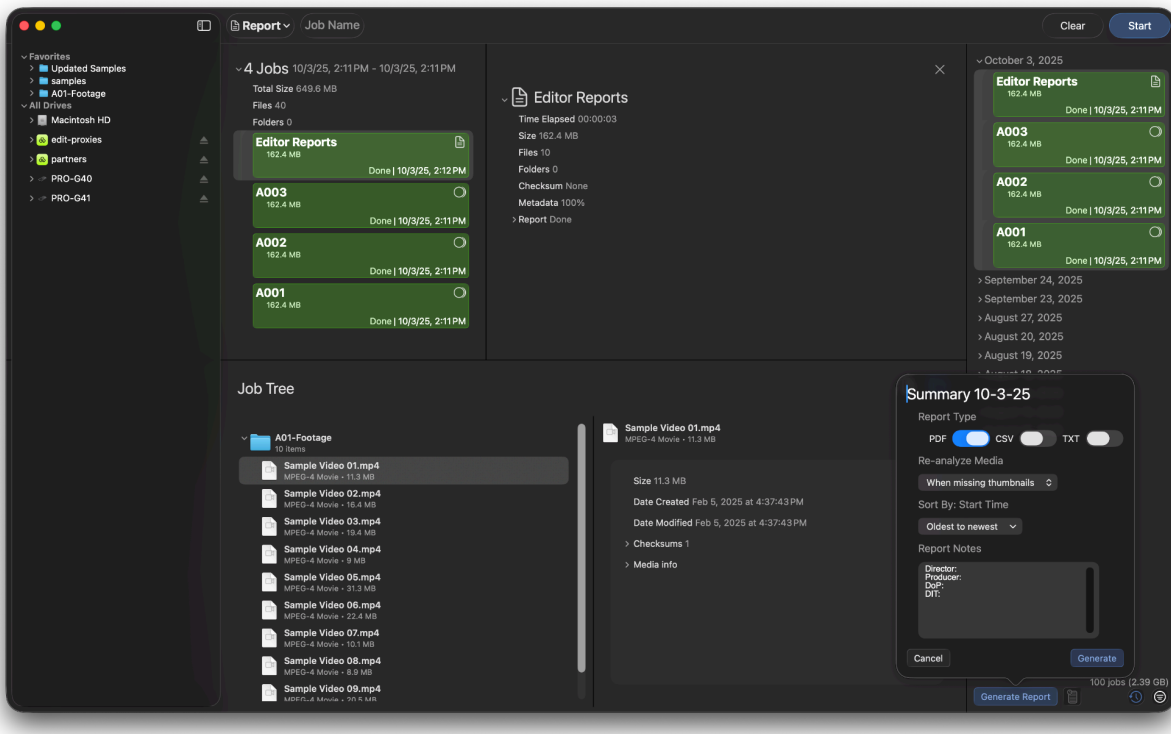 Report
Job Name
Clear
Start
Favorites
Updated Samples
samples
A01-Footage
All Drives
Macintosh HD
edit-proxies
partners
PRO-G40
PRO-G41
4 Jobs 10/3/25, 2:11 PM - 10/3/25, 2:11 PM
Total Size 649.6 MB
Files 40
Folders 0
Editor Reports
162.4 MB
Done | 10/3/25, 2:12 PM
A003
162.4 MB
Done | 10/3/25, 2:11 PM
A002
162.4 MB
Done | 10/3/25, 2:11 PM
A001
162.4 MB
Done | 10/3/25, 2:11 PM
Editor Reports
Time Elapsed 00:00:03
Size 162.4 MB
Files 10
Folders 0
Checksum None
Metadata 100%
Report Done
October 3, 2025
Editor Reports
162.4 MB
Done | 10/3/25, 2:11 PM
A003
162.4 MB
Done | 10/3/25, 2:11 PM
A002
162.4 MB
Done | 10/3/25, 2:11 PM
A001
162.4 MB
Done | 10/3/25, 2:11 PM
September 24, 2025
September 23, 2025
August 27, 2025
August 20, 2025
August 19, 2025
August 18, 2025
Job Tree
A01-Footage
10 items
Sample Video 01.mp4
MPEG-4 Movie • 11.3 MB
Sample Video 02.mp4
MPEG-4 Movie • 16.4 MB
Sample Video 03.mp4
MPEG-4 Movie • 19.4 MB
Sample Video 04.mp4
MPEG-4 Movie • 9 MB
Sample Video 05.mp4
MPEG-4 Movie • 31.3 MB
Sample Video 06.mp4
MPEG-4 Movie • 22.4 MB
Sample Video 07.mp4
MPEG-4 Movie • 10.1 MB
Sample Video 08.mp4
MPEG-4 Movie • 8.9 MB
Sample Video 09.mp4
MPEG-4 Movie • 20.5 MB
Sample Video 01.mp4
MPEG-4 Movie • 11.3 MB
Size 11.3 MB
Date Created Feb 5, 2025 at 4:37:43 PM
Date Modified Feb 5, 2025 at 4:37:43 PM
Checksums 1
Media info
Summary 10-3-25
Report Type
PDF CSV TXT
Re-analyze Media
When missing thumbnails
Sort By: Start Time
Oldest to newest
Report Notes
Director:
Producer:
DoP:
DIT:
Cancel
Generate
100 jobs (2.39 GB)
Generate Report